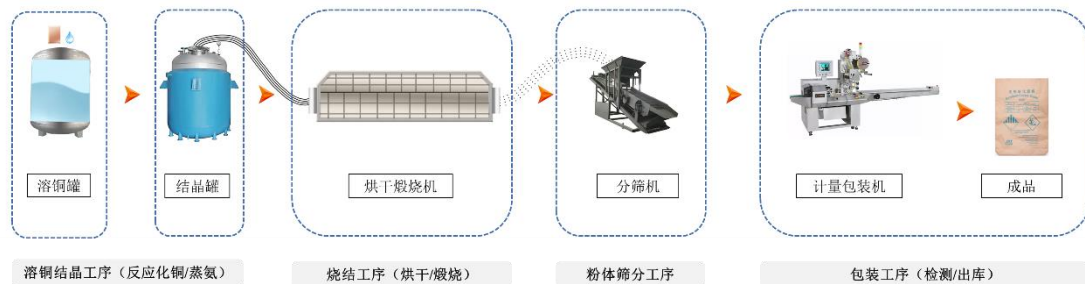 溶铜罐
结晶罐
烘干煅烧机
分筛机
计量包装机
成品
溶铜结晶工序（反应化铜/蒸氨）
烧结工序（烘干/煅烧）
粉体筛分工序
包装工序（检测/出库）